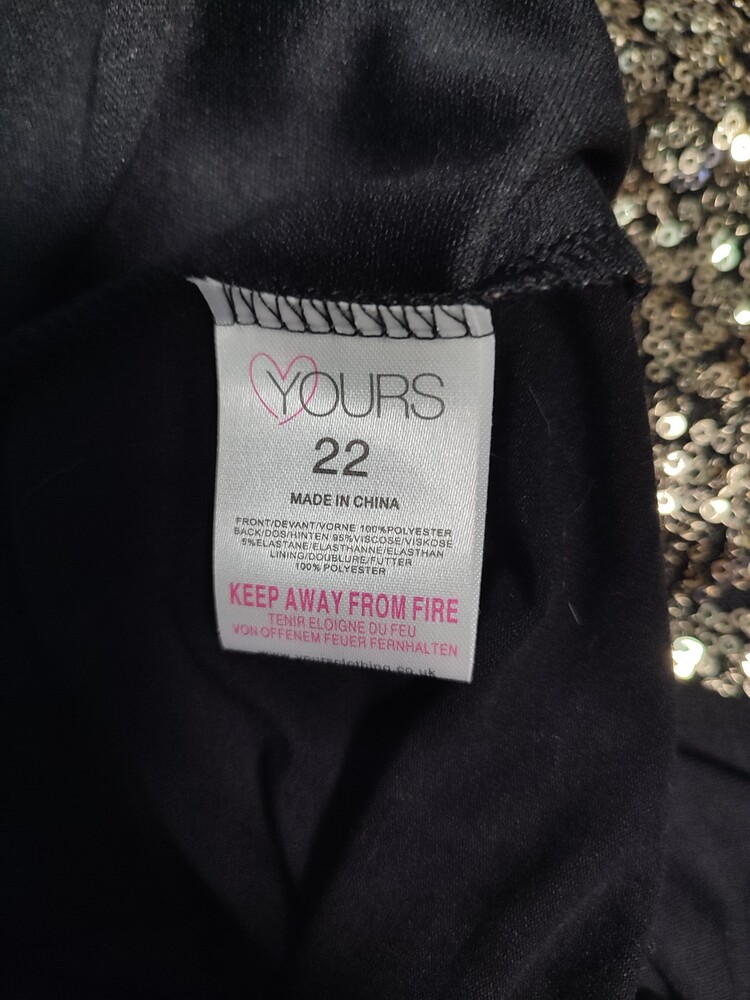 YOURS
22
MADE IN CHINA
FRONT/DEVANT/VORNE 100%POLYESTER
BACK/DOS/HINTEN 95%VISCOSE/VISKOSE
5%ELASTANE/ELASTHANNE/ELASTHAN
LINING/DOUBLURE/FUTTER
100% POLYESTER
KEEP AWAY FROM FIRE
TENIR ELOIGNE DU FEU
VON OFFENEM FEUER FERNHALTEN